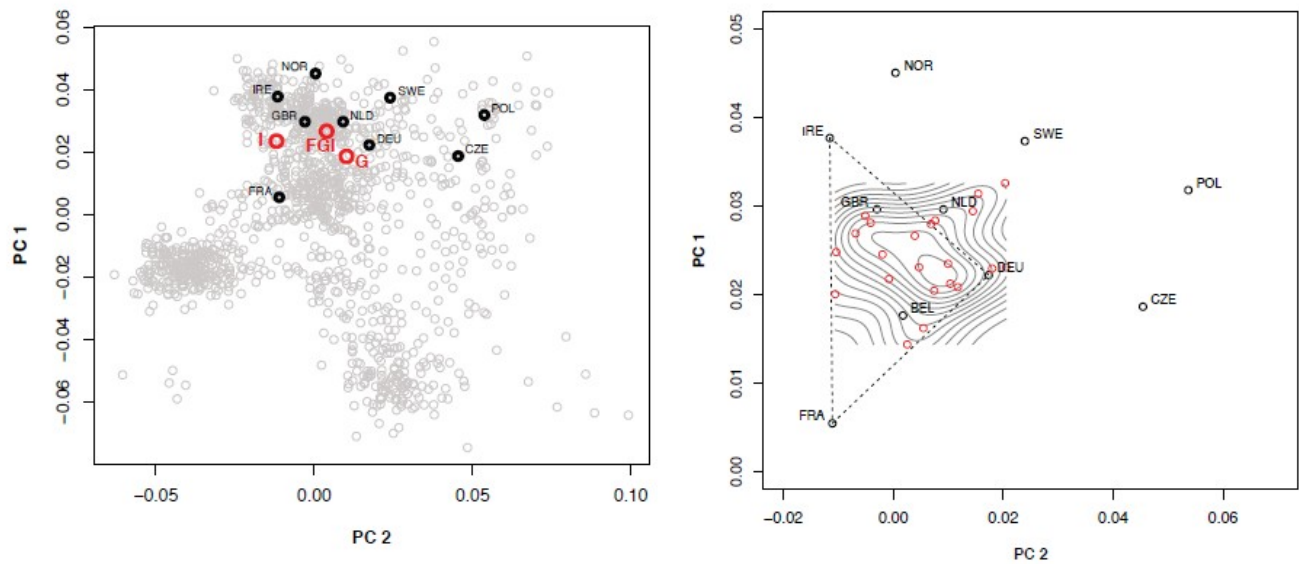 0.06
0.04
0.02
0.00
−0.02
−0.04
−0.06
PC 1
NOR
IRE
SWE
POL
GBR
NLD
I
FGI
DEU
G
CZE
FRA
−0.05
0.00
0.05
0.10
PC 2
0.05
0.04
0.03
0.02
0.01
0.00
PC 1
NOR
IRE
SWE
POL
GBR
NLD
DEU
BEL
CZE
FRA
−0.02
0.00
0.02
0.04
0.06
PC 2